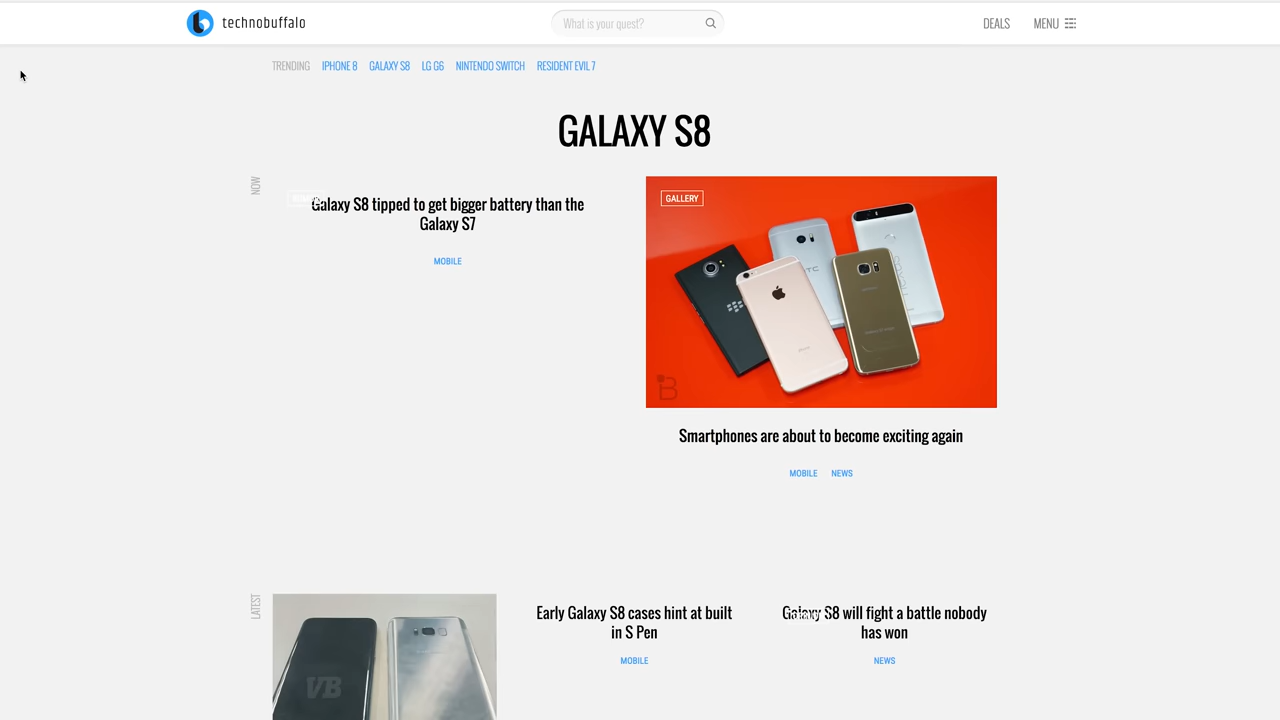 technobuffalo
What is your quest?
DEALS
MENU
TRENDING IPHONE 8 GALAXY S8 LG G6 NINTENDO SWITCH RESIDENT EVIL 7
GALAXY S8
NOW
Galaxy S8 tipped to get bigger battery than the
Galaxy S7
MOBILE
GALLERY
Smartphones are about to become exciting again
MOBILE NEWS
LATEST
VB
Early Galaxy S8 cases hint at built
in S Pen
MOBILE
Galaxy S8 will fight a battle nobody
has won
NEWS